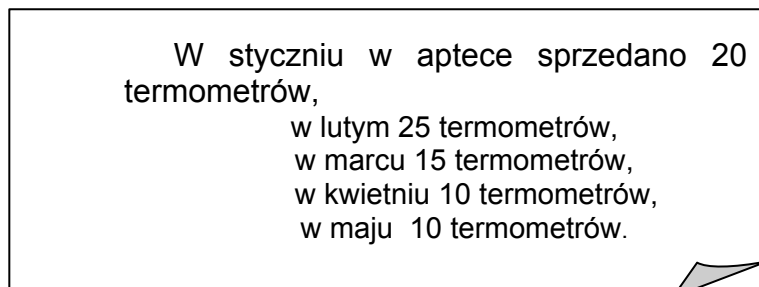 W styczniu w aptece sprzedano 20
termometrów,
w lutym 25 termometrów,
w marcu 15 termometrów,
w kwietniu 10 termometrów,
w maju 10 termometrów.